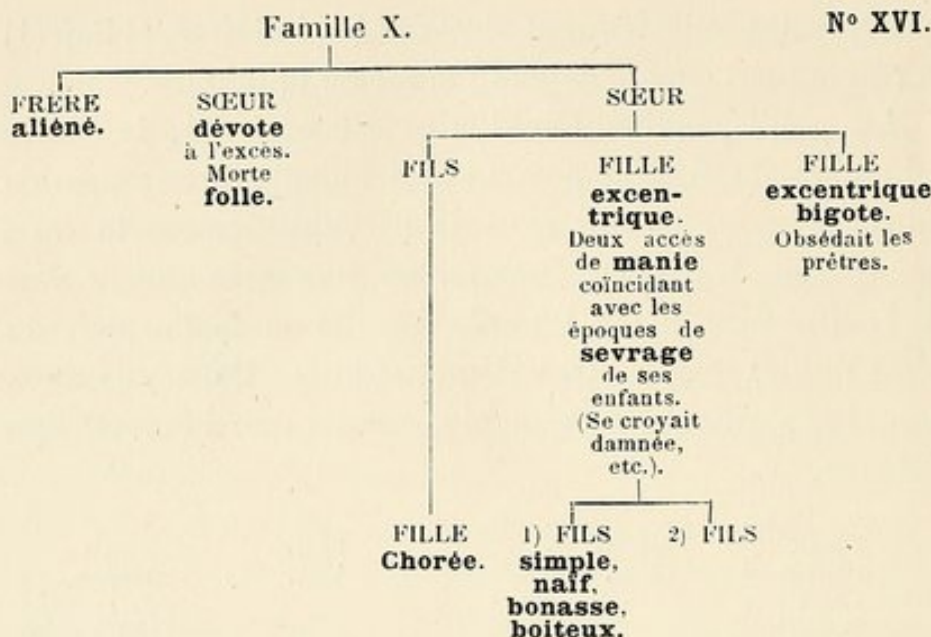 Famille X.
Nº XVI.
FRÈRE
aliéné.
SŒUR
dévote
à l'excès.
Morte
folle.
SŒUR
FILS
FILLE
excen-
trique.
Deux accès
de manie
coïncidant
avec les
époques de
sevrage
de ses
enfants.
(Se croyait
damnée,
etc.).
FILLE
excentrique
bigote.
Obsédait les
prêtres.
FILLE
Chorée.
1) FILS
simple,
naïf,
bonasse,
boiteux.
2) FILS